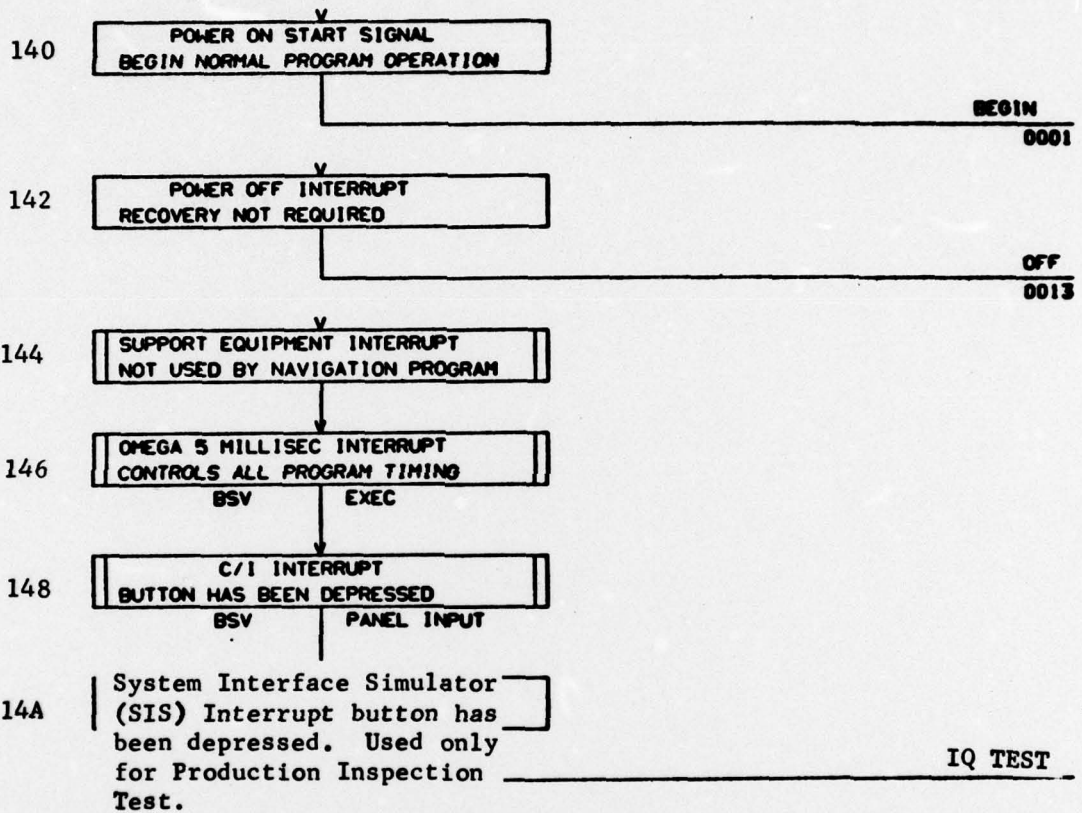 140
POWER ON START SIGNAL
BEGIN NORMAL PROGRAM OPERATION
BEGIN
0001
142
POWER OFF INTERRUPT
RECOVERY NOT REQUIRED
OFF
0013
144
SUPPORT EQUIPMENT INTERRUPT
NOT USED BY NAVIGATION PROGRAM
146
OMEGA 5 MILLISEC INTERRUPT
CONTROLS ALL PROGRAM TIMING
BSV EXEC
148
C/I INTERRUPT
BUTTON HAS BEEN DEPRESSED
BSV PANEL INPUT
14A
System Interface Simulator
(SIS) Interrupt button has
been depressed. Used only
for Production Inspection
Test.
IQ TEST